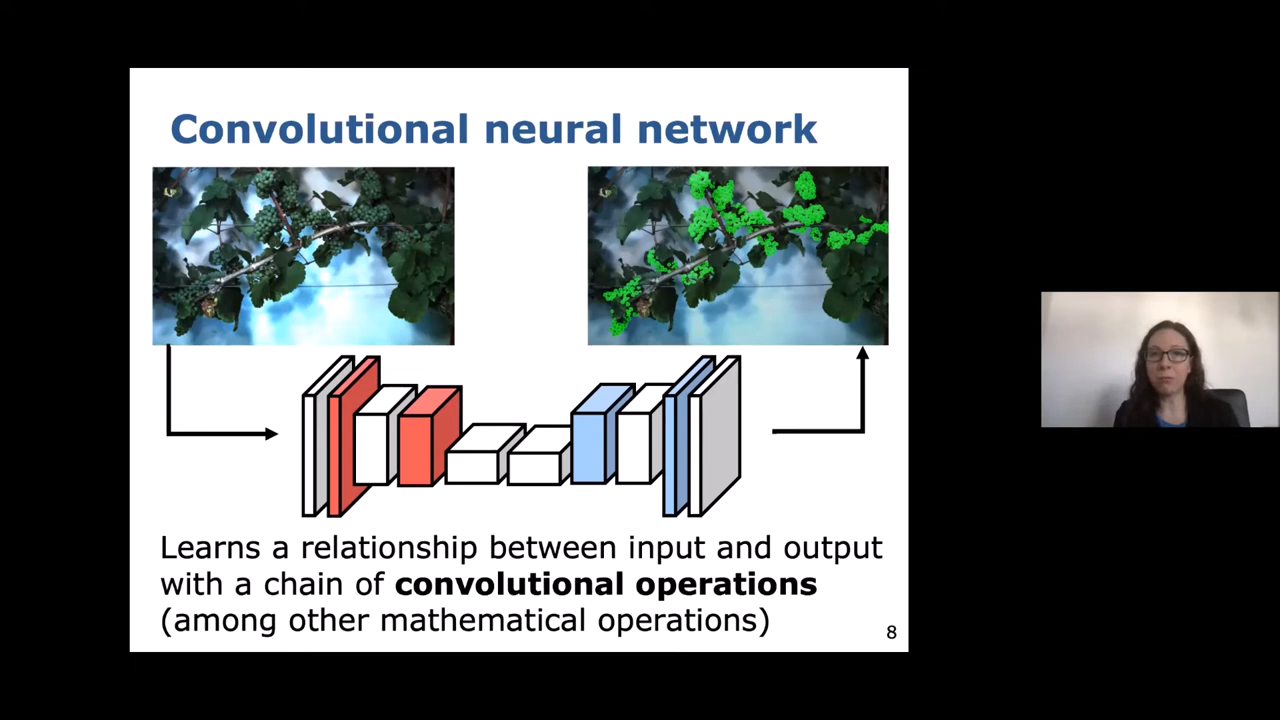 Convolutional neural network
Learns a relationship between input and output
with a chain of convolutional operations
(among other mathematical operations)
8